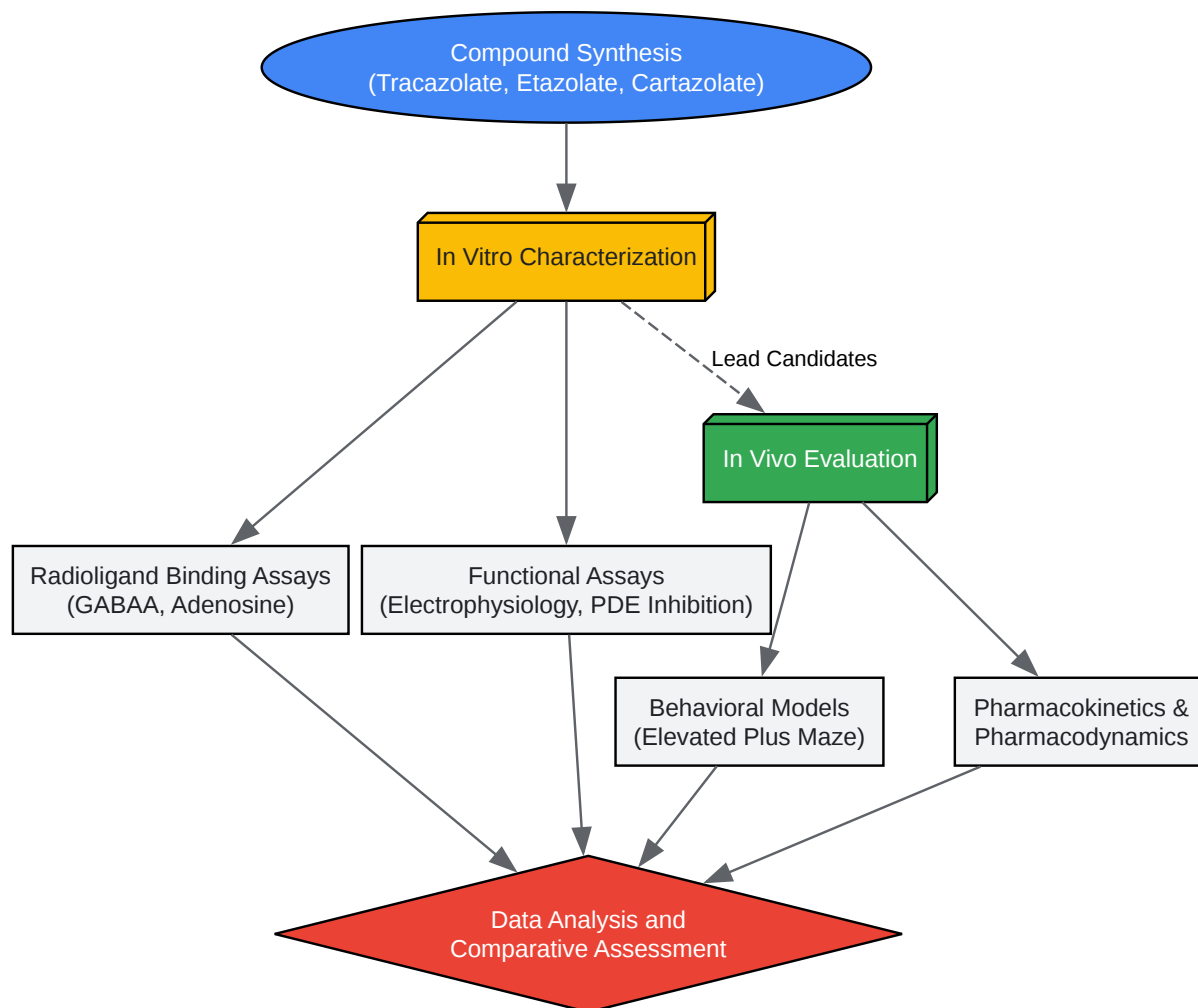 Compound Synthesis
(Tracazolate, Etazolate, Cartazolate)
In Vitro Characterization
Lead Candidates
In Vivo Evaluation
Radioligand Binding Assays
(GABAA, Adenosine)
Functional Assays
(Electrophysiology, PDE Inhibition)
Behavioral Models
(Elevated Plus Maze)
Pharmacokinetics &
Pharmacodynamics
Data Analysis and
Comparative Assessment